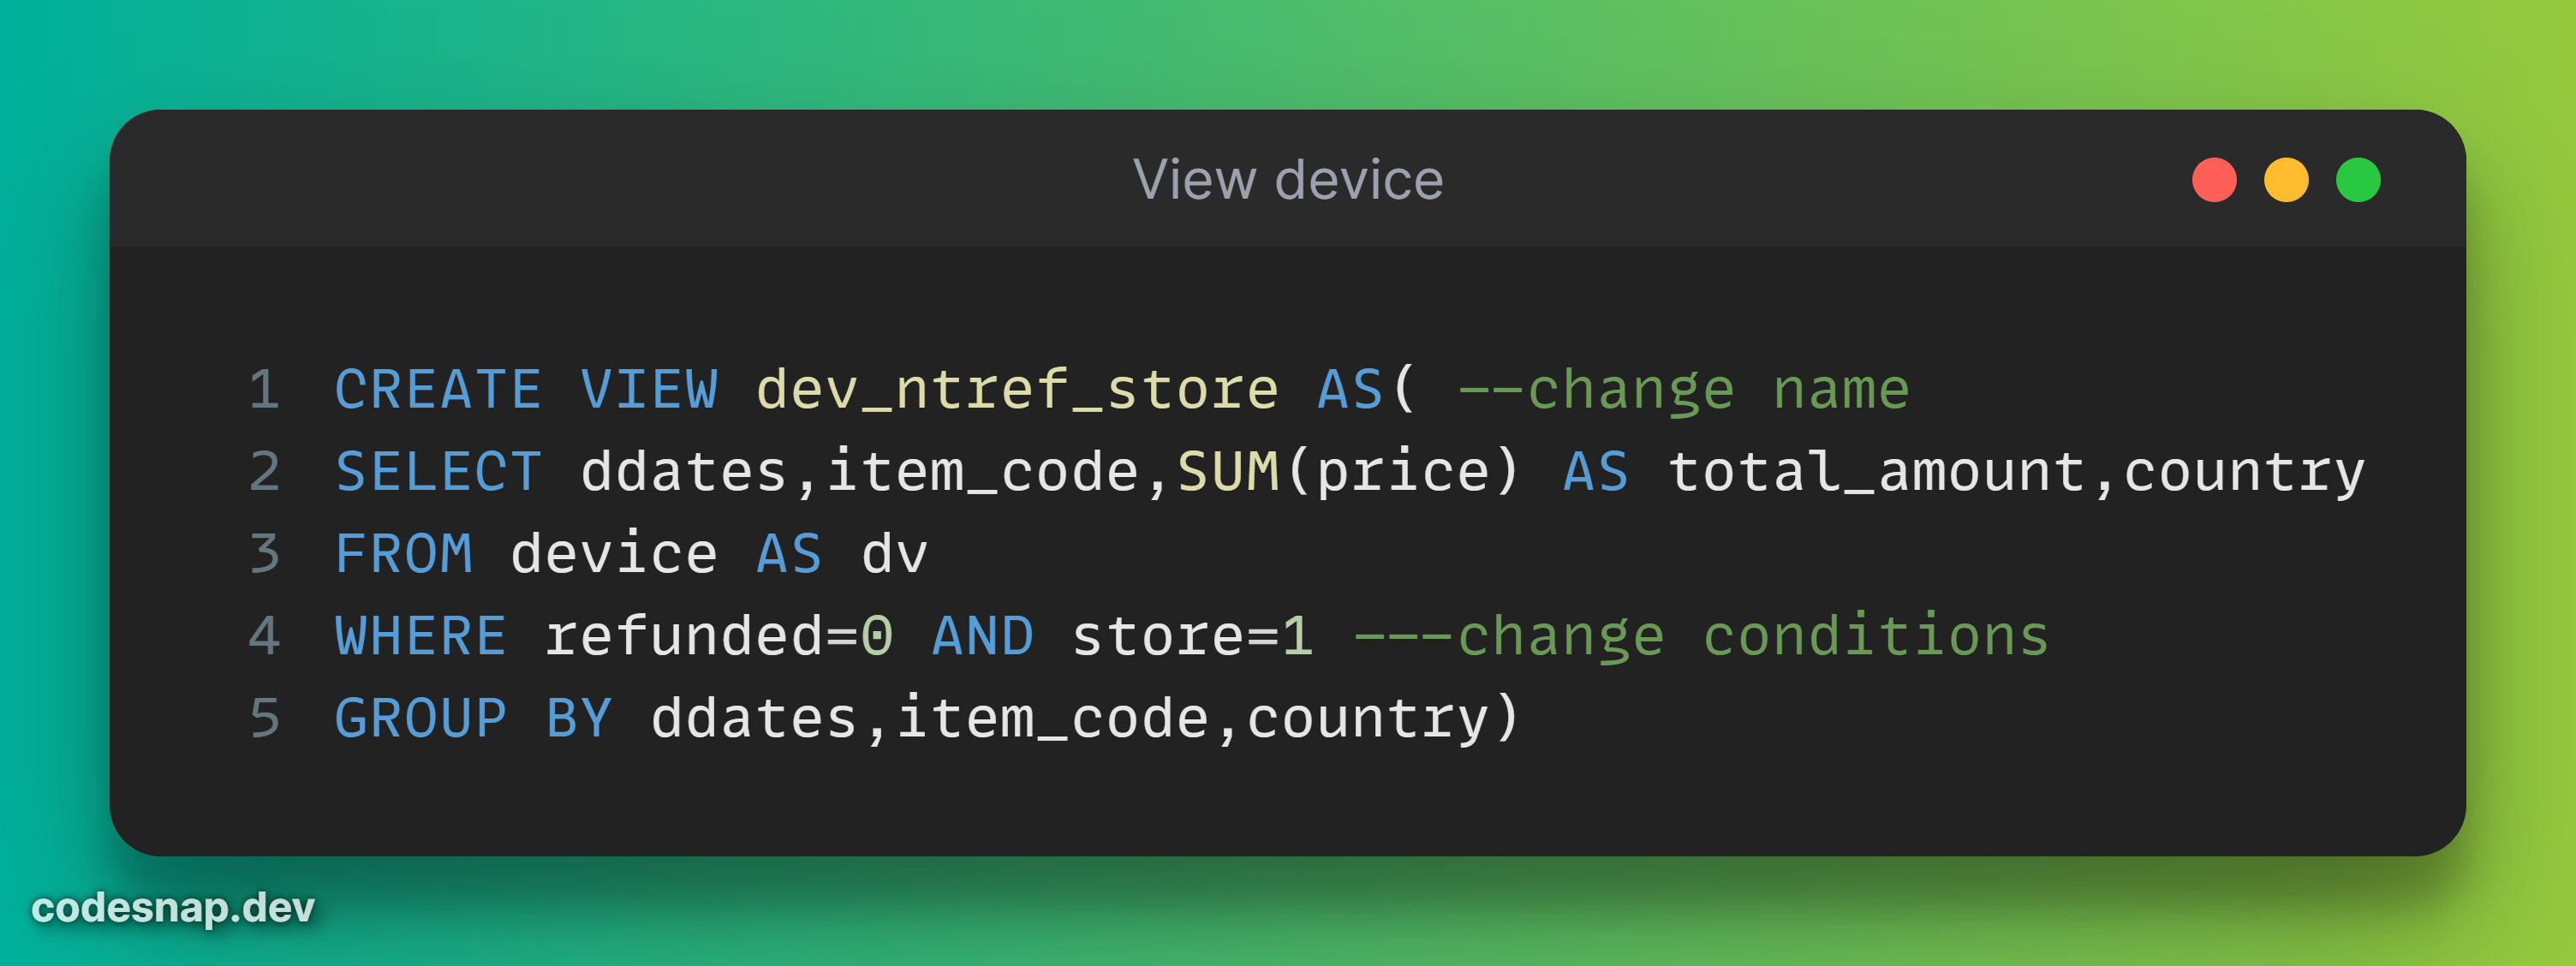 View device
1 CREATE VIEW dev_ntref_store AS( --change name
2 SELECT ddates,item_code,SUM(price) AS total_amount,country
3 FROM device AS dv
4 WHERE refunded=0 AND store=1 ---change conditions
5 GROUP BY ddates,item_code,country)
codesnap.dev